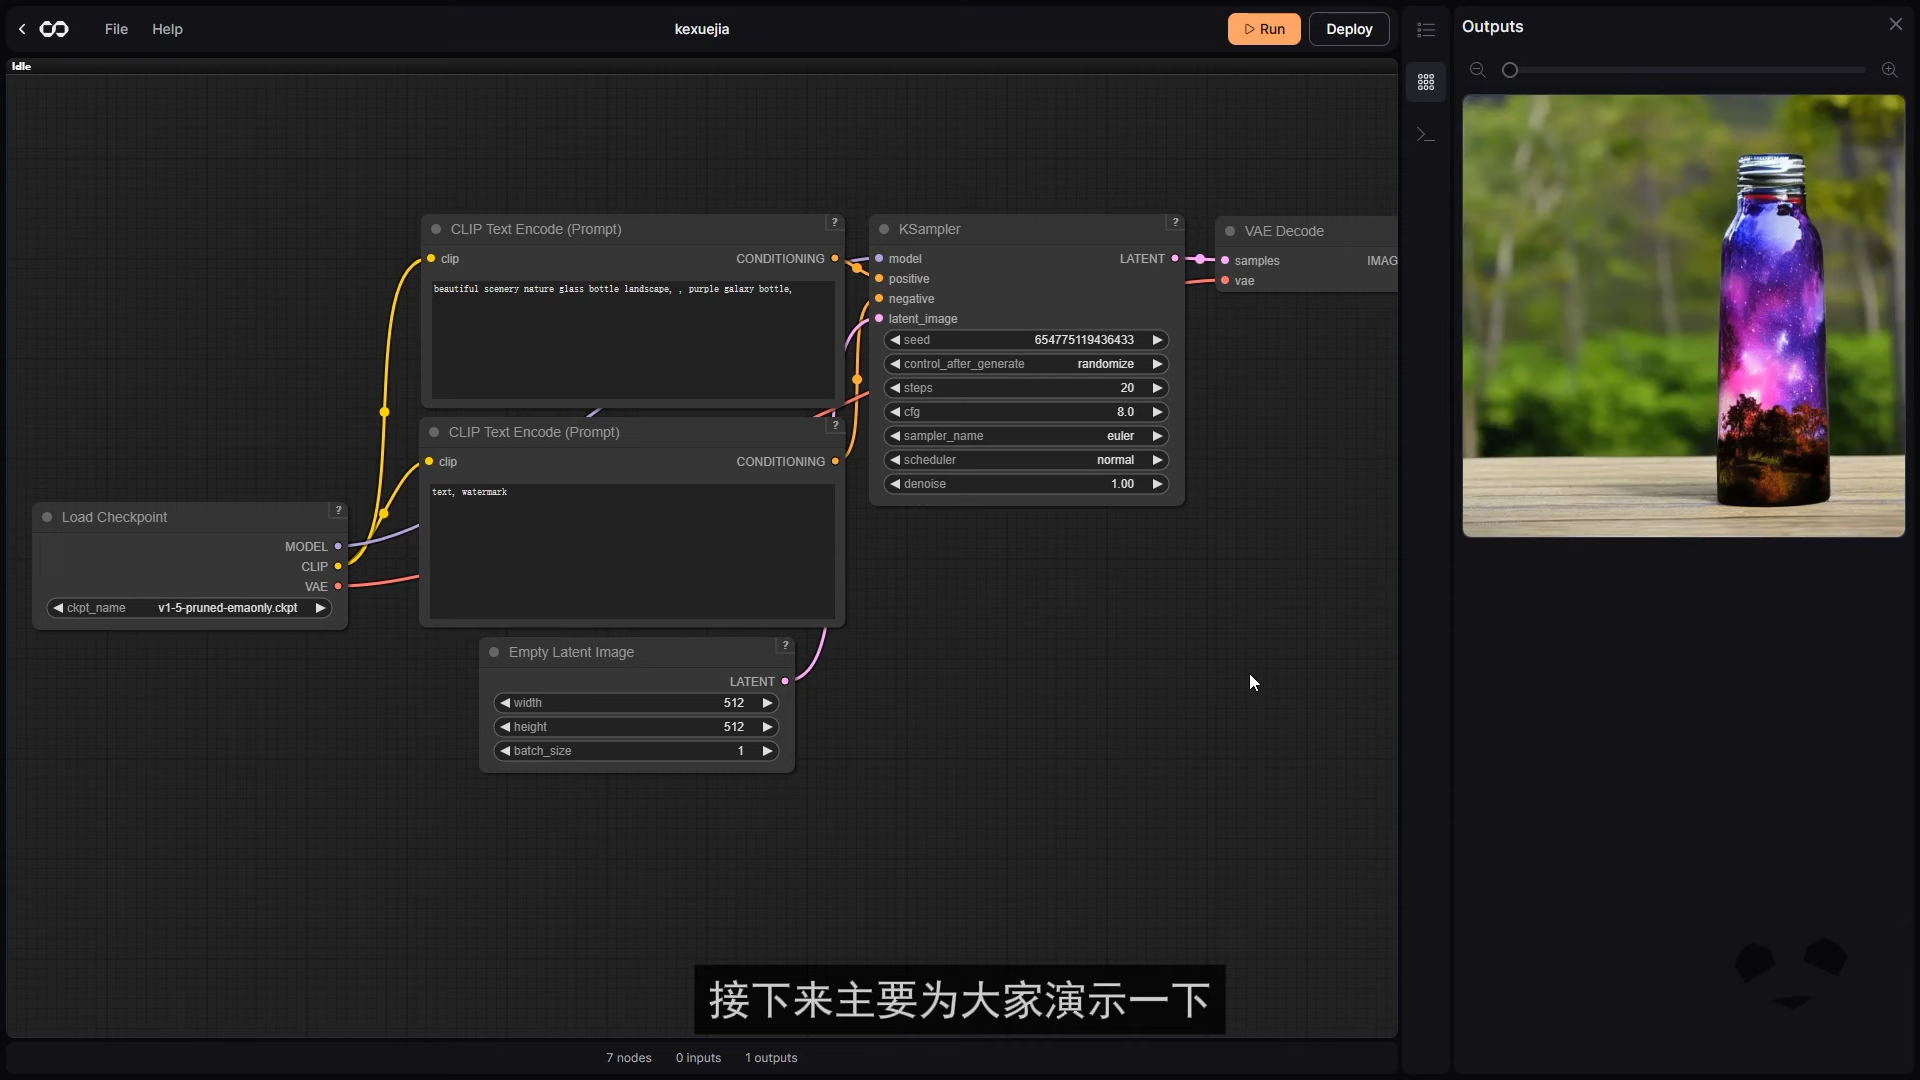 File
Help
kexuejia
Run
Deploy
Outputs
Idle
CLIP Text Encode (Prompt)
?
clip
CONDITIONING
beautiful scenery nature glass bottle landscape, , purple galaxy bottle,
KSampler
?
model
LATENT
positive
negative
latent_image
seed 654775119436433
control_after_generate randomize
steps 20
cfg 8.0
sampler_name euler
scheduler normal
denoise 1.00
VAE Decode
samples
IMAG
vae
CLIP Text Encode (Prompt)
?
clip
CONDITIONING
text, watermark
Load Checkpoint
?
MODEL
CLIP
VAE
ckpt_name v1-5-pruned-emaonly.ckpt
Empty Latent Image
?
LATENT
width 512
height 512
batch_size 1
接下来主要为大家演示一下
7 nodes
0 inputs
1 outputs